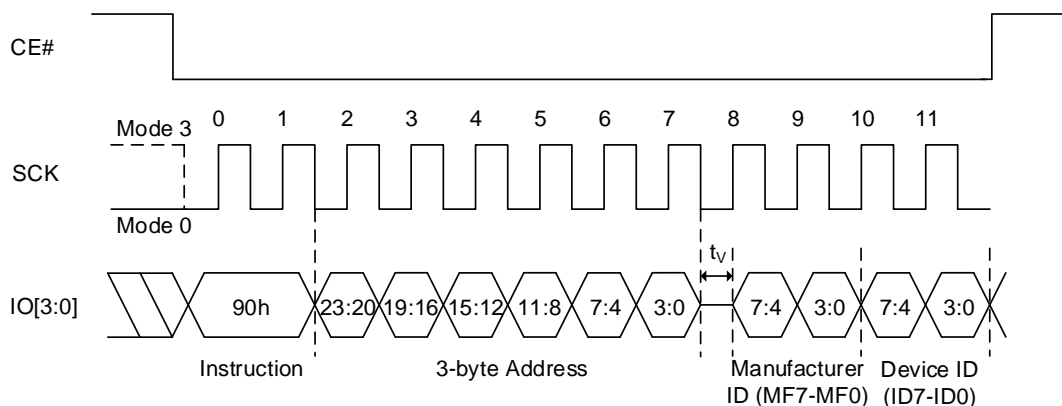 CE#
0 1 2 3 4 5 6 7 8 9 10 11
Mode 3
SCK
Mode 0
tV
IO[3:0] 90h 23:20 19:16 15:12 11:8 7:4 3:0 7:4 3:0 7:4 3:0
Instruction 3-byte Address Manufacturer Device ID
ID (MF7-MF0) (ID7-ID0)